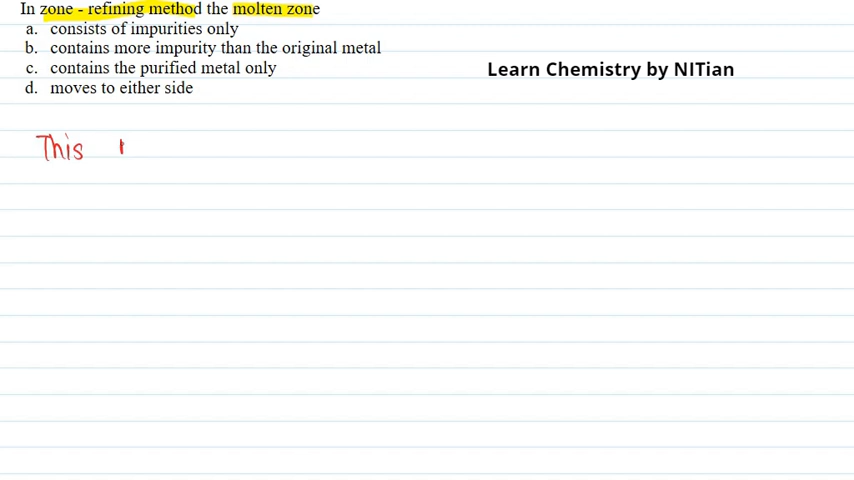 In zone - refining method the molten zone
a. consists of impurities only
b. contains more impurity than the original metal
c. contains the purified metal only
Learn Chemistry by NITian
d. moves to either side
This